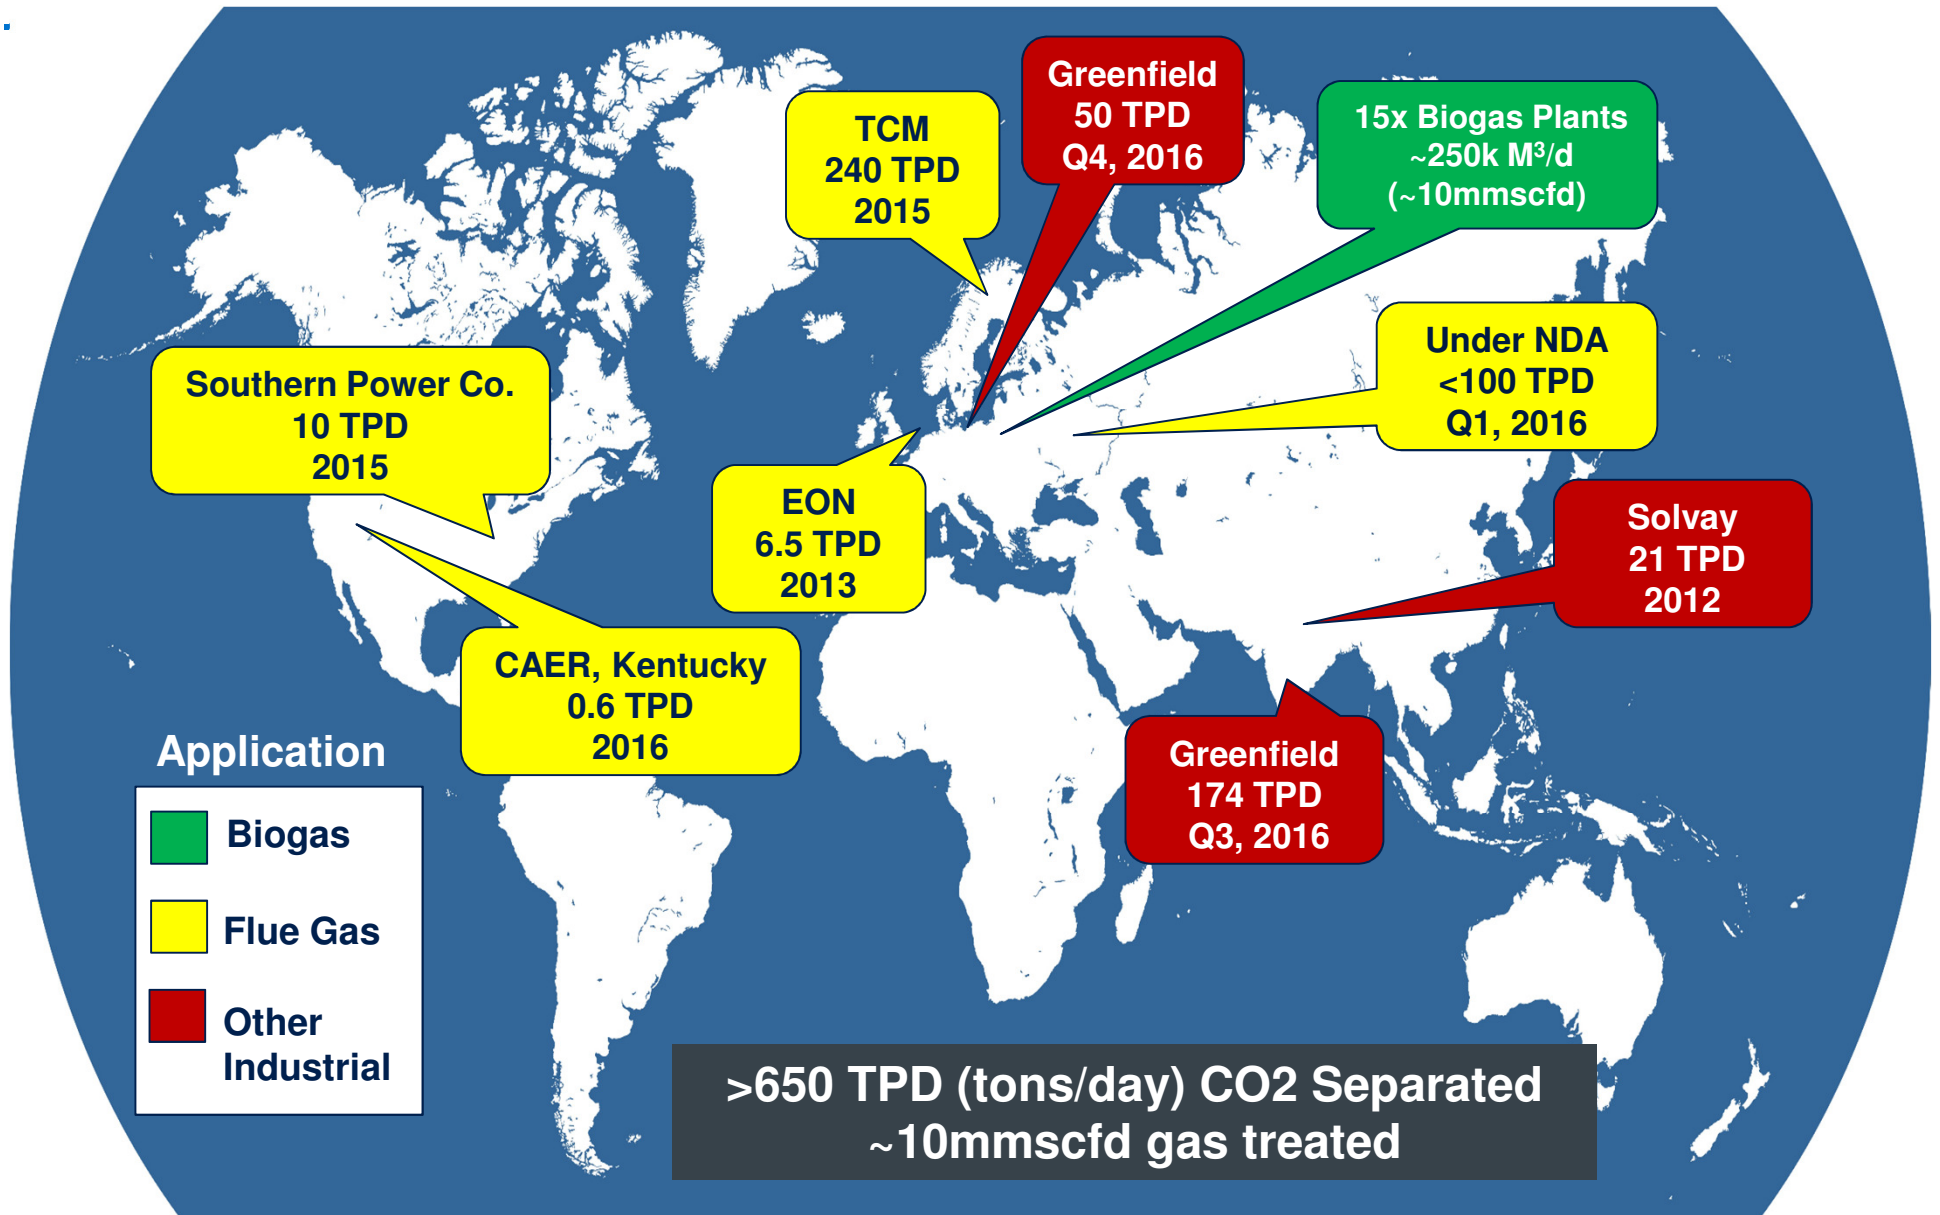 Greenfield
50 TPD
Q4, 2016
TCM
240 TPD
2015
15x Biogas Plants
~250k M³/d
(~10mmscfd)
Under NDA
<100 TPD
Q1, 2016
Southern Power Co.
10 TPD
2015
EON
6.5 TPD
2013
Solvay
21 TPD
2012
CAER, Kentucky
0.6 TPD
2016
Greenfield
174 TPD
Q3, 2016
Application
Biogas
Flue Gas
Other
Industrial
>650 TPD (tons/day) CO2 Separated
~10mmscfd gas treated